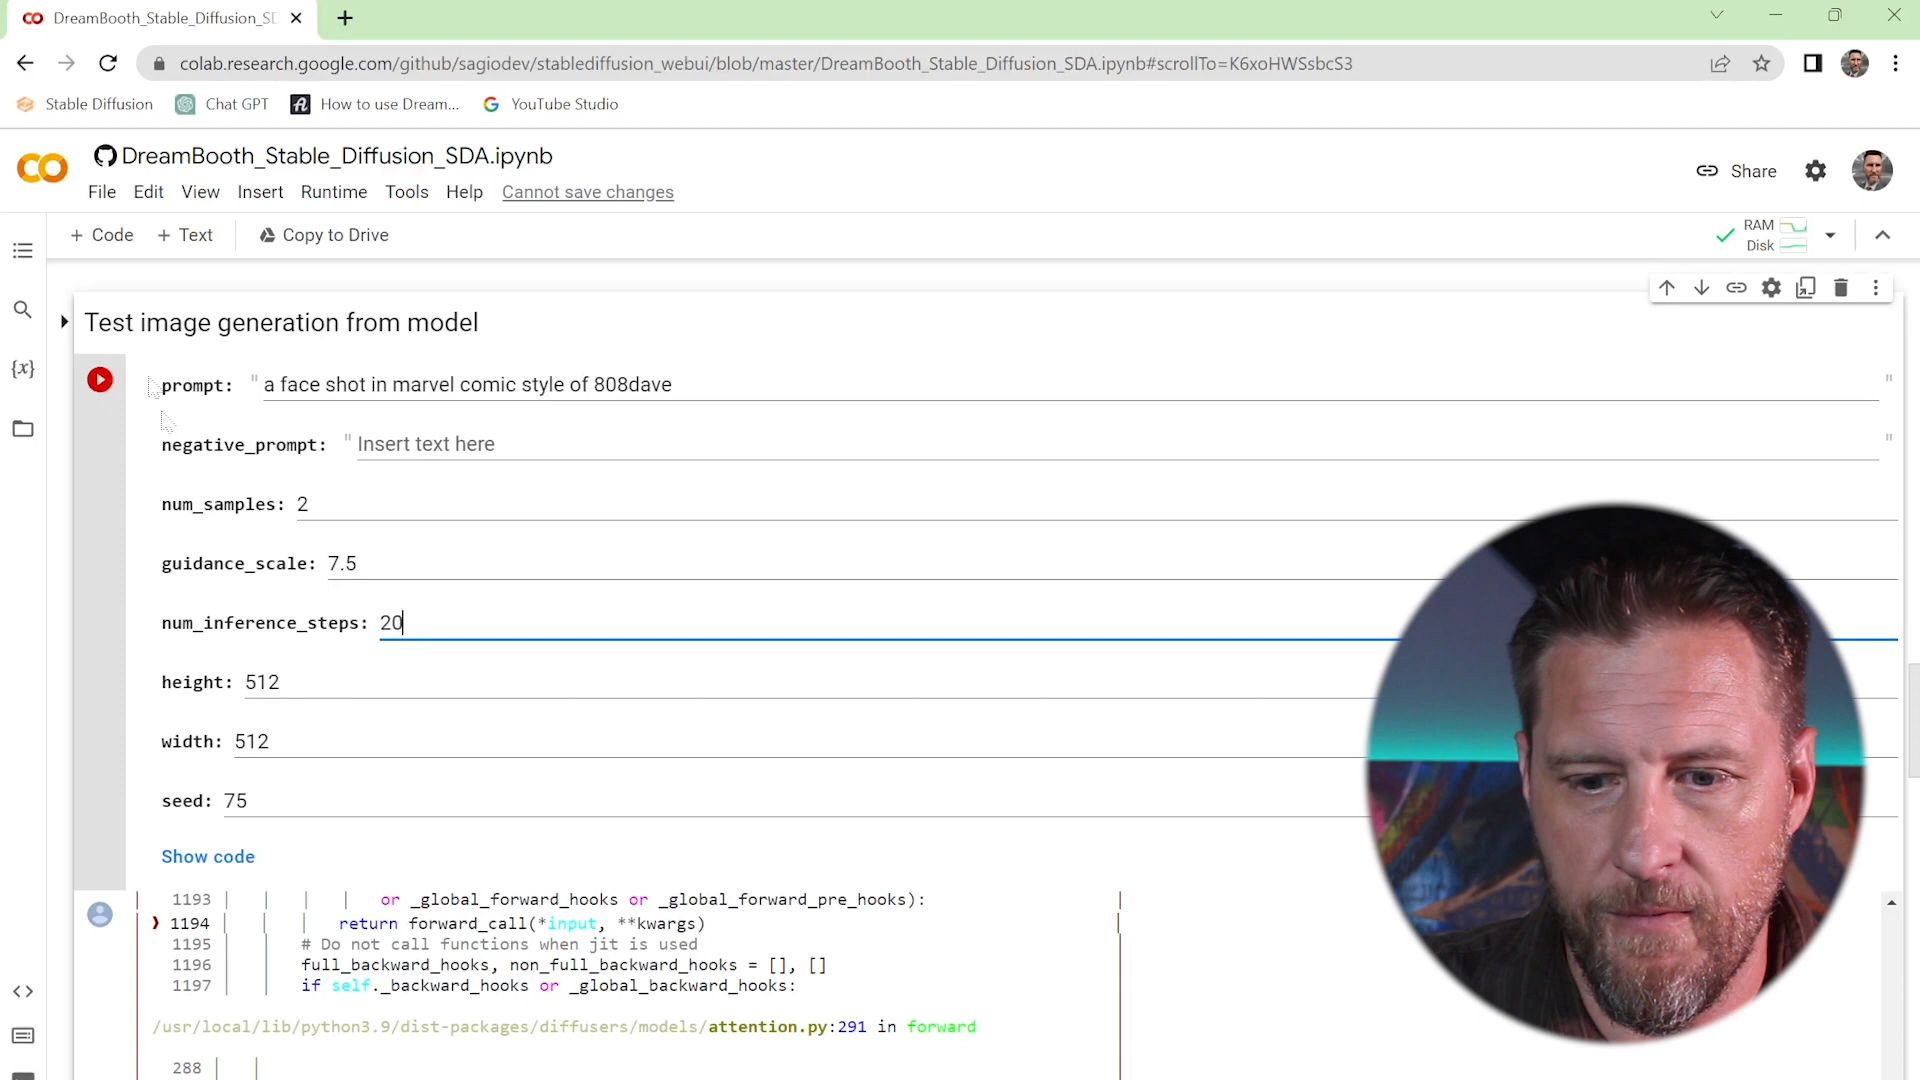 DreamBooth_Stable_Diffusion_SD
colab.research.google.com/github/sagiodev/stablediffusion_webui/blob/master/DreamBooth_Stable_Diffusion_SDA.ipynb#scrollTo=K6xoHWSsbcS3
Stable Diffusion Chat GPT How to use Dream... YouTube Studio
DreamBooth_Stable_Diffusion_SDA.ipynb
File Edit View Insert Runtime Tools Help Cannot save changes
Share
+ Code + Text Copy to Drive
RAM
Disk
Test image generation from model
prompt: " a face shot in marvel comic style of 808dave "
negative_prompt: " Insert text here "
num_samples: 2
guidance_scale: 7.5
num_inference_steps: 20
height: 512
width: 512
seed: 75
Show code
1193 │ │ │ │ or _global_forward_hooks or _global_forward_pre_hooks):
❱ 1194 │ │ │ return forward_call(*input, **kwargs)
1195 │ │ # Do not call functions when jit is used
1196 │ │ full_backward_hooks, non_full_backward_hooks = [], []
1197 │ │ if self._backward_hooks or _global_backward_hooks:
/usr/local/lib/python3.9/dist-packages/diffusers/models/attention.py:291 in forward
288 │ │